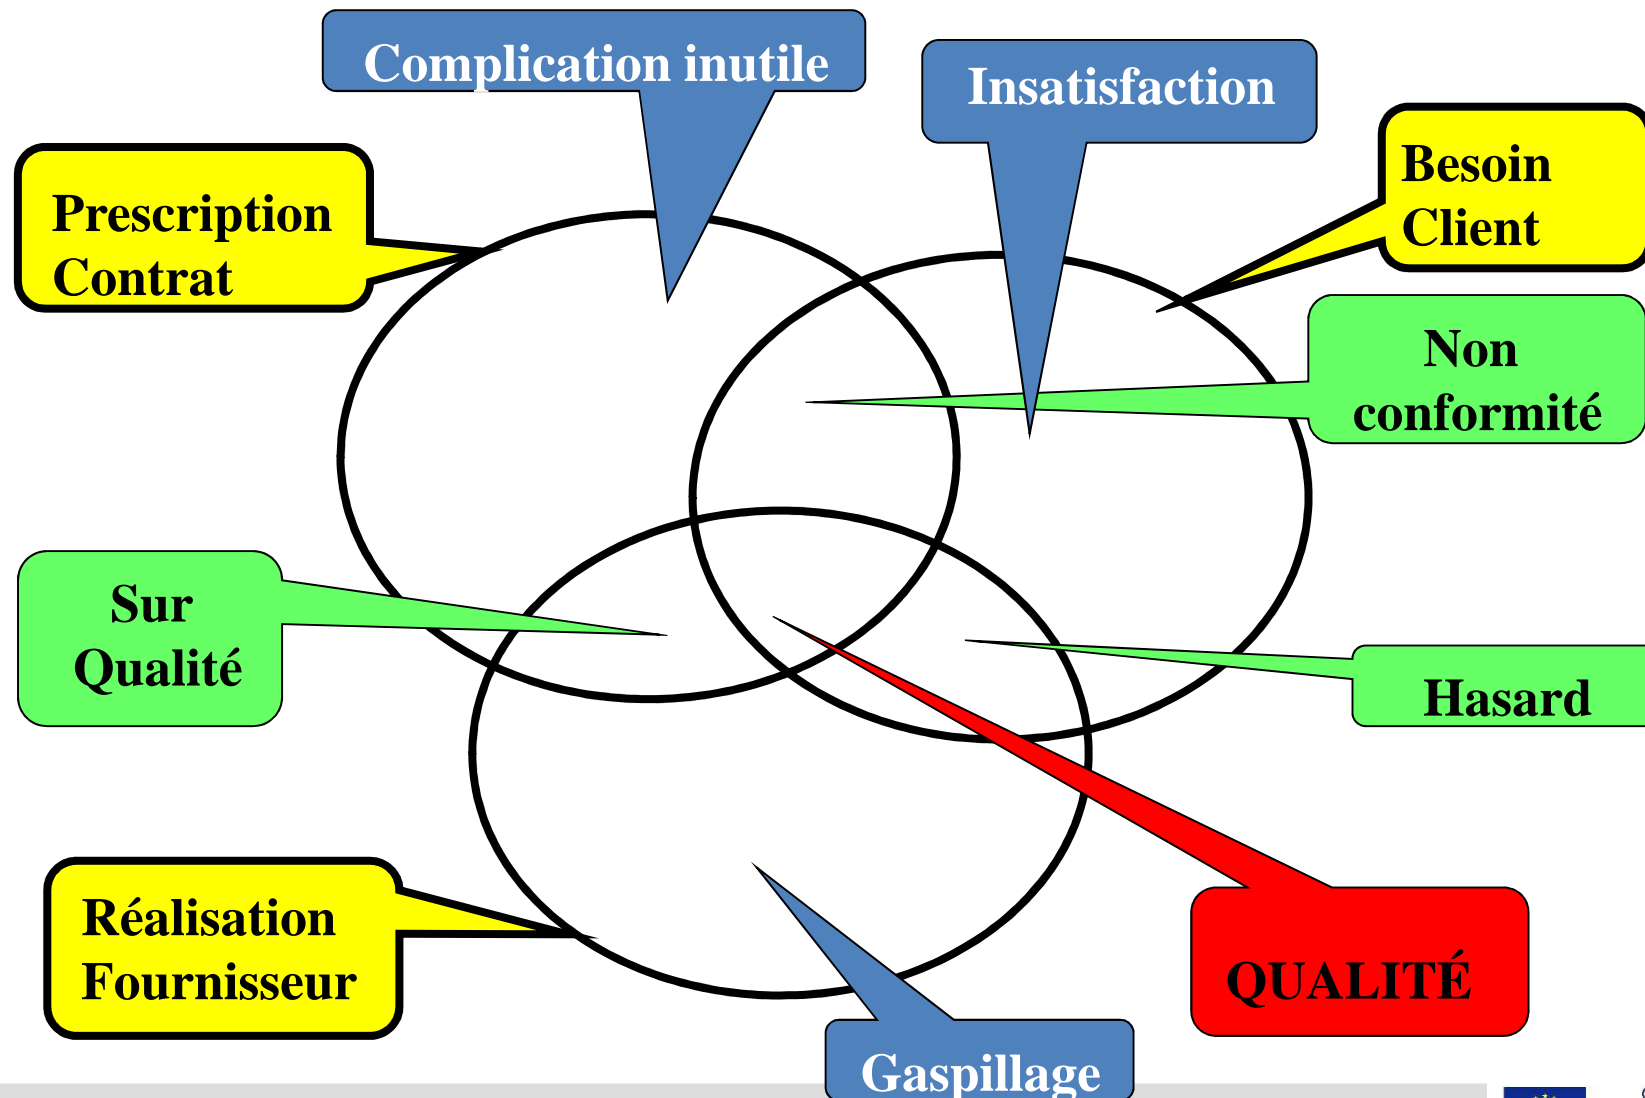 Complication inutile
Insatisfaction
Besoin
Client
Prescription
Contrat
Non
conformité
Sur
Qualité
Hasard
Réalisation
Fournisseur
QUALITÉ
Gaspillage